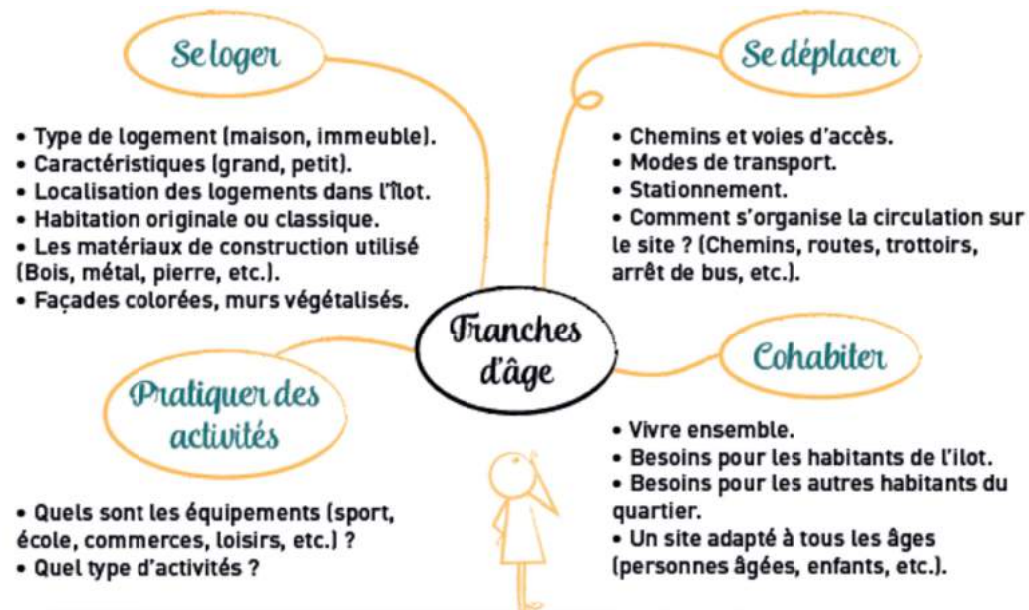 Se loger
• Type de logement (maison, immeuble).
• Caractéristiques (grand, petit).
• Localisation des logements dans l'îlot.
• Habitation originale ou classique.
• Les matériaux de construction utilisé
(Bois, métal, pierre, etc.).
• Façades colorées, murs végétalisés.
Se déplacer
• Chemins et voies d'accès.
• Modes de transport.
• Stationnement.
• Comment s'organise la circulation sur
le site ? (Chemins, routes, trottoirs,
arrêt de bus, etc.).
Tranches
d'âge
Pratiquer des
activités
• Quels sont les équipements (sport,
école, commerces, loisirs, etc.) ?
• Quel type d'activités ?
Cohabiter
• Vivre ensemble.
• Besoins pour les habitants de l'ilot.
• Besoins pour les autres habitants du
quartier.
• Un site adapté à tous les âges
(personnes âgées, enfants, etc.).